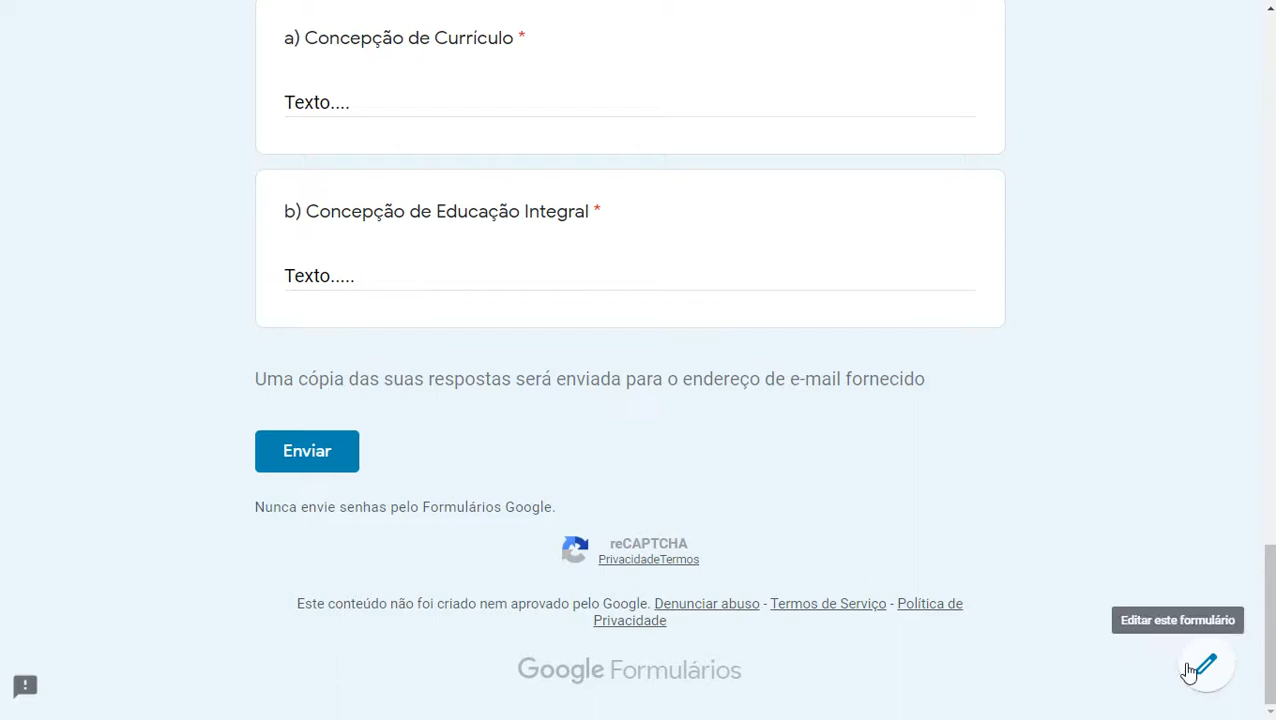 a) Concepção de Currículo *
Texto....
b) Concepção de Educação Integral *
Texto.....
Uma cópia das suas respostas será enviada para o endereço de e-mail fornecido
Enviar
Nunca envie senhas pelo Formulários Google.
reCAPTCHA
PrivacidadeTermos
Este conteúdo não foi criado nem aprovado pelo Google. Denunciar abuso - Termos de Serviço - Política de
Privacidade
Editar este formulário
Google Formulários